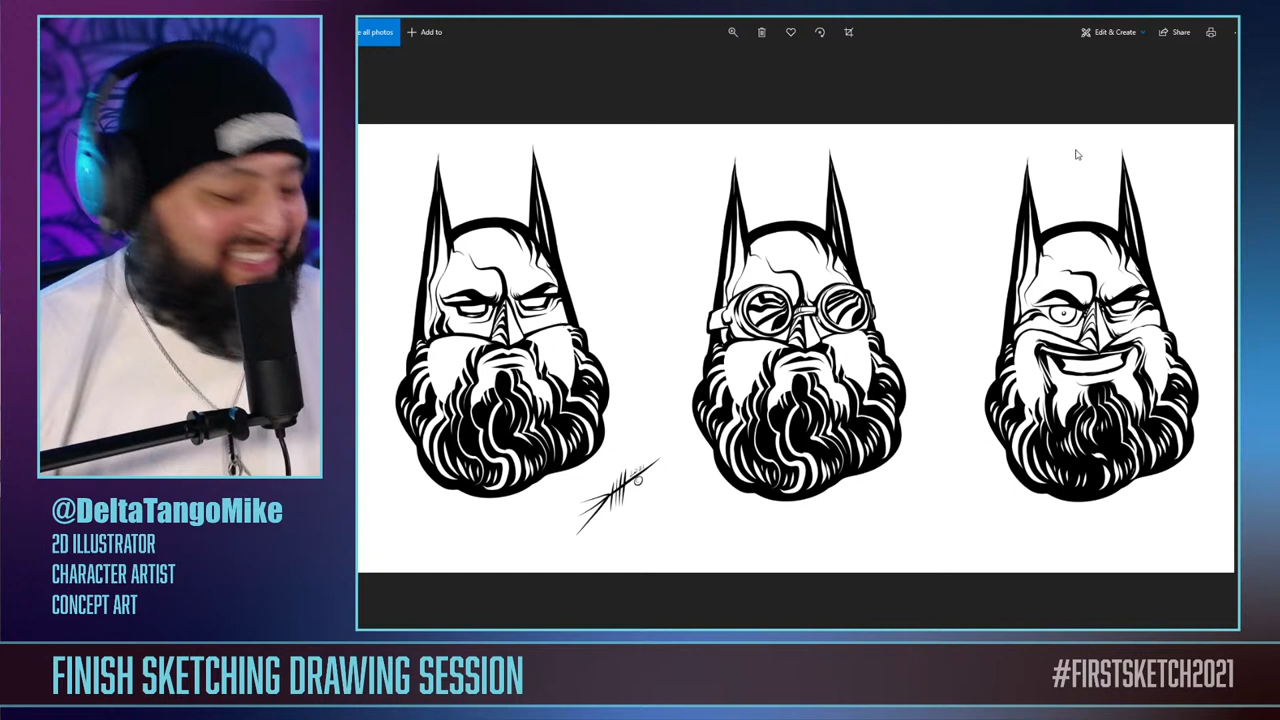 e all photos
Add to
Edit & Create
Share
@DeltaTangoMike
2D ILLUSTRATOR
CHARACTER ARTIST
CONCEPT ART
FINISH SKETCHING DRAWING SESSION
#FIRSTSKETCH2021